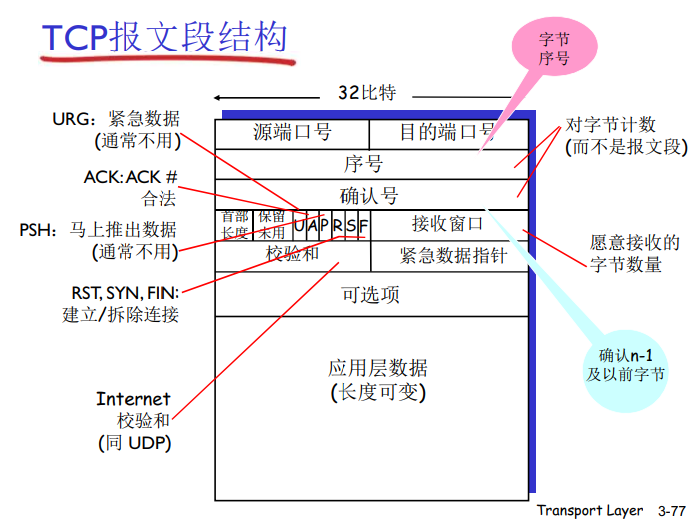 TCP报文段结构
字节
序号
32比特
URG：紧急数据
(通常不用)
源端口号
目的端口号
对字节计数
(而不是报文段)
序号
ACK: ACK #
合法
确认号
PSH：马上推出数据
(通常不用)
首部
长度
保留
未用
U A P R S F
接收窗口
愿意接收的
字节数量
校验和
紧急数据指针
RST, SYN, FIN:
建立/拆除连接
可选项
确认n-1
及以前字节
应用层数据
(长度可变)
Internet
校验和
(同 UDP)
Transport Layer 3-77